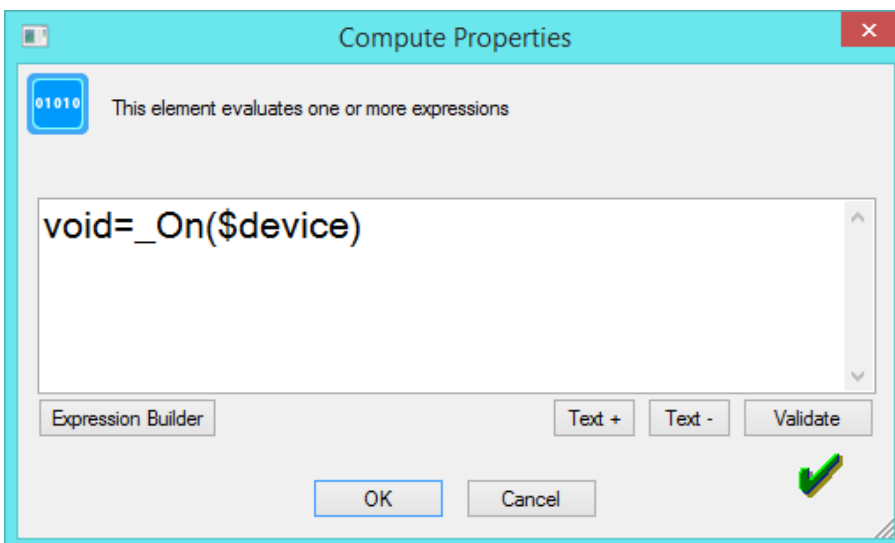 Compute Properties
01010
This element evaluates one or more expressions
void=_On($device)
Expression Builder
Text +
Text -
Validate
OK
Cancel